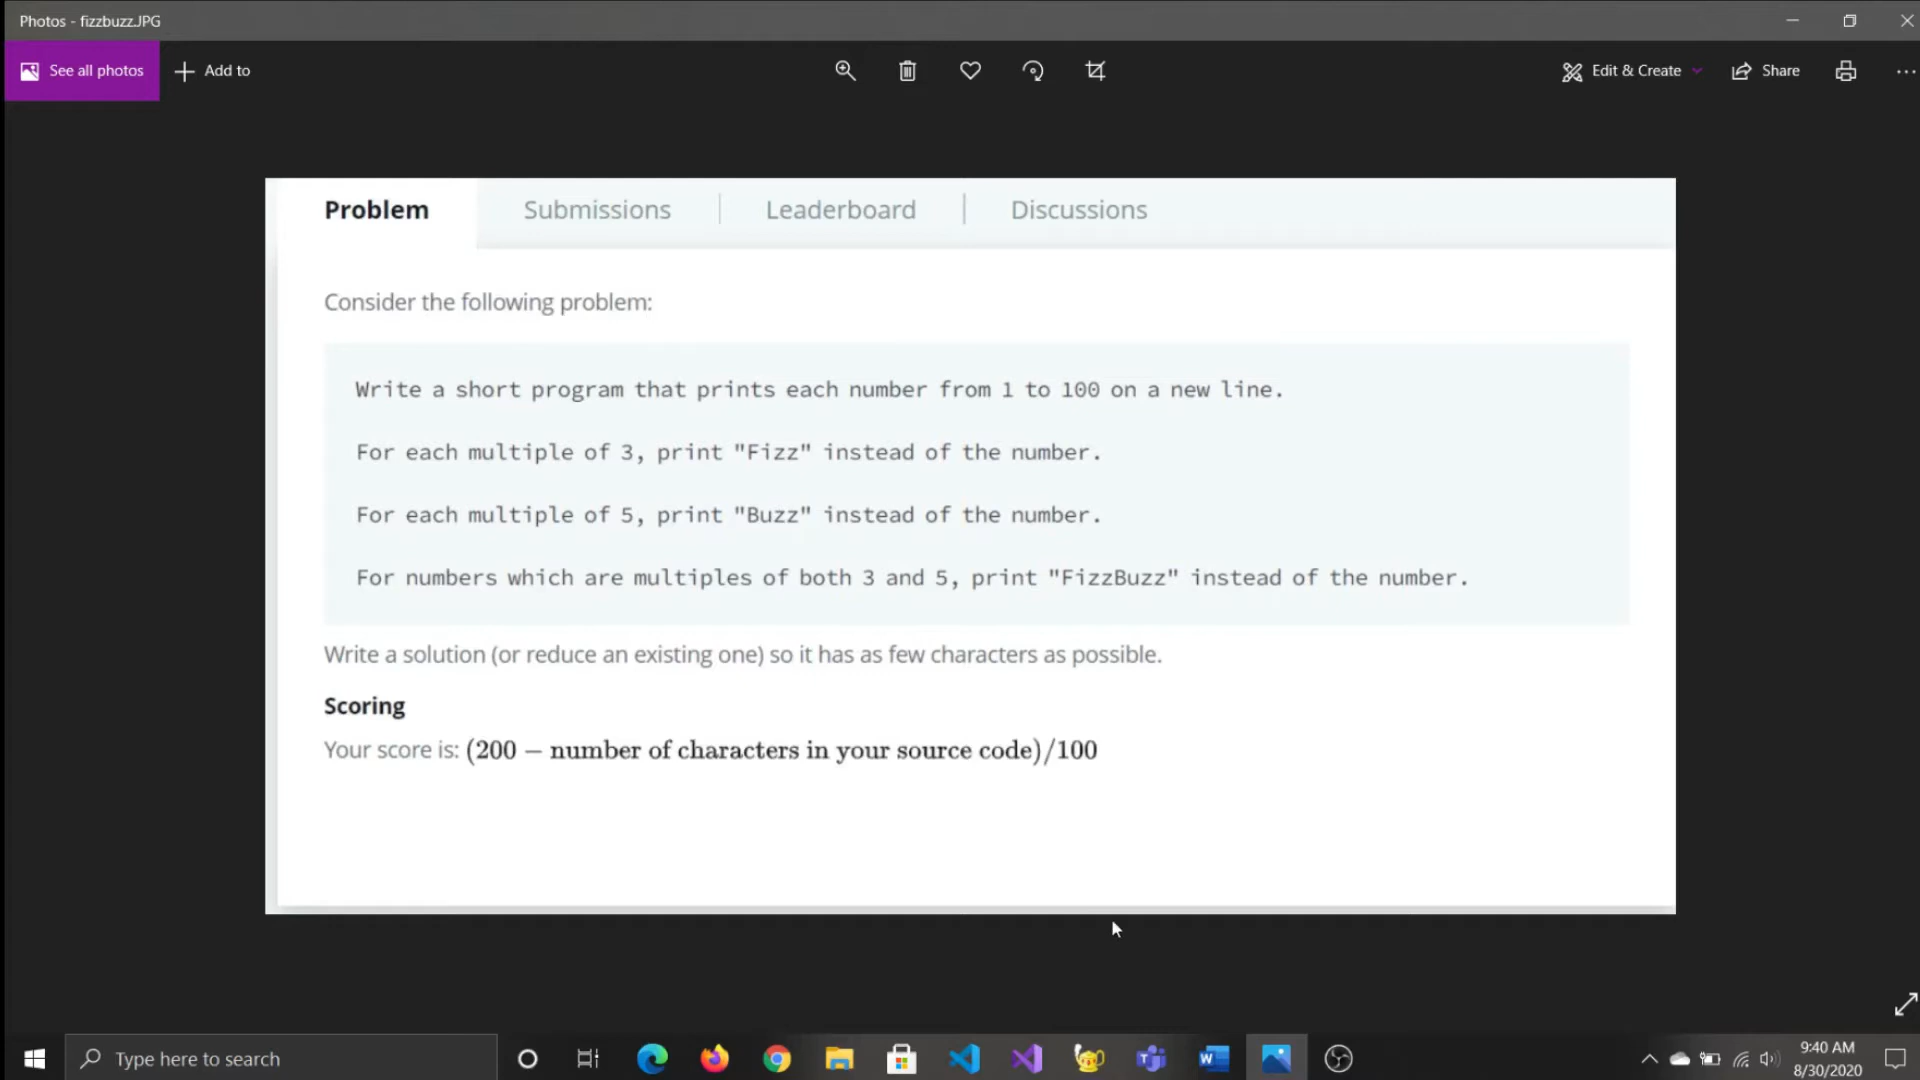 Photos - fizzbuzz.JPG
See all photos
Add to
Edit & Create
Share
Problem
Submissions
Leaderboard
Discussions
Consider the following problem:
Write a short program that prints each number from 1 to 100 on a new line.
For each multiple of 3, print "Fizz" instead of the number.
For each multiple of 5, print "Buzz" instead of the number.
For numbers which are multiples of both 3 and 5, print "FizzBuzz" instead of the number.
Write a solution (or reduce an existing one) so it has as few characters as possible.
Scoring
Your score is: (200 − number of characters in your source code)/100
Type here to search
9:40 AM
8/30/2020